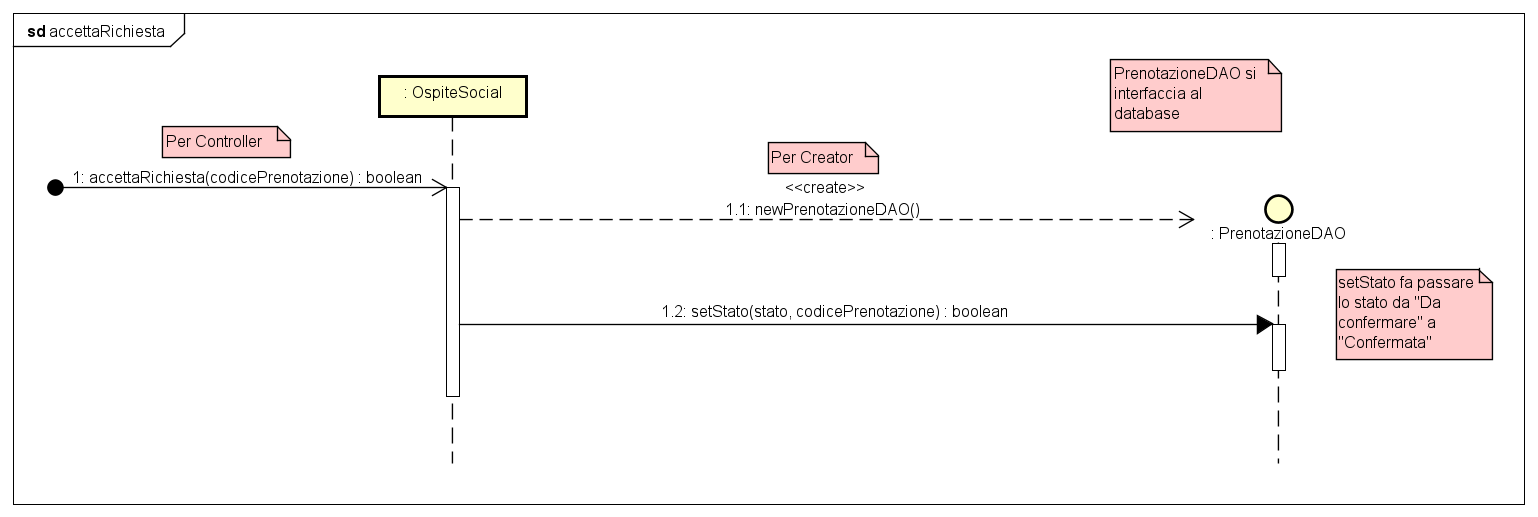 sd accettaRichiesta
: OspiteSocial
PrenotazioneDAO si
interfaccia al
database
Per Controller
Per Creator
1: accettaRichiesta(codicePrenotazione) : boolean
<<create>>
1.1: newPrenotazioneDAO()
: PrenotazioneDAO
setStato fa passare
lo stato da "Da
confermare" a
"Confermata"
1.2: setStato(stato, codicePrenotazione) : boolean